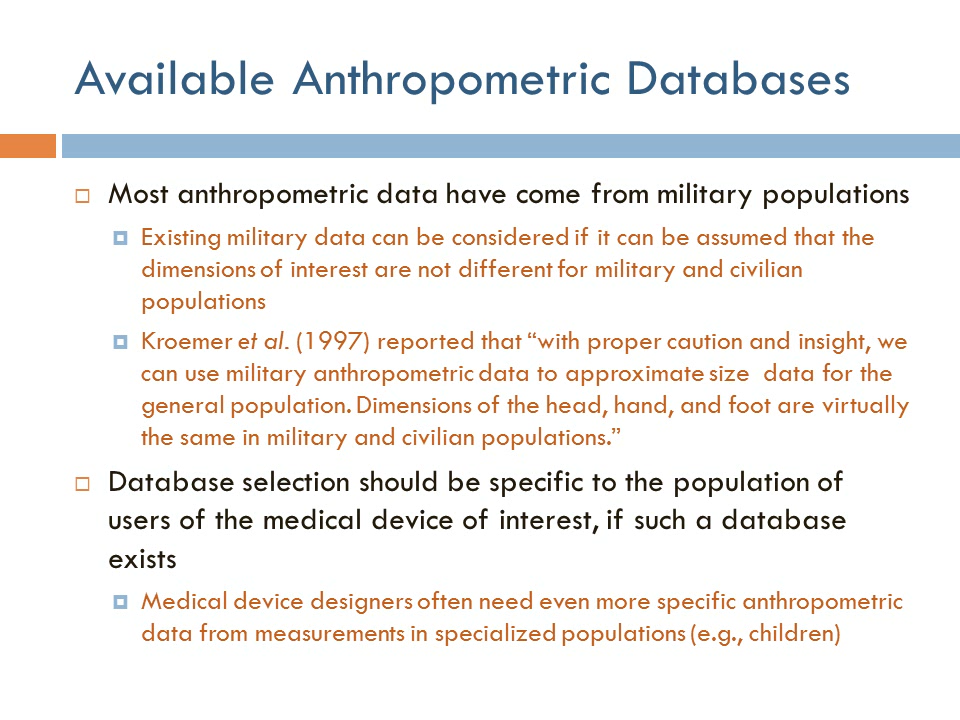 Available Anthropometric Databases
Most anthropometric data have come from military populations
Existing military data can be considered if it can be assumed that the
dimensions of interest are not different for military and civilian
populations
Kroemer et al. (1997) reported that “with proper caution and insight, we
can use military anthropometric data to approximate size  data for the
general population. Dimensions of the head, hand, and foot are virtually
the same in military and civilian populations.”
Database selection should be specific to the population of
users of the medical device of interest, if such a database
exists
Medical device designers often need even more specific anthropometric
data from measurements in specialized populations (e.g., children)